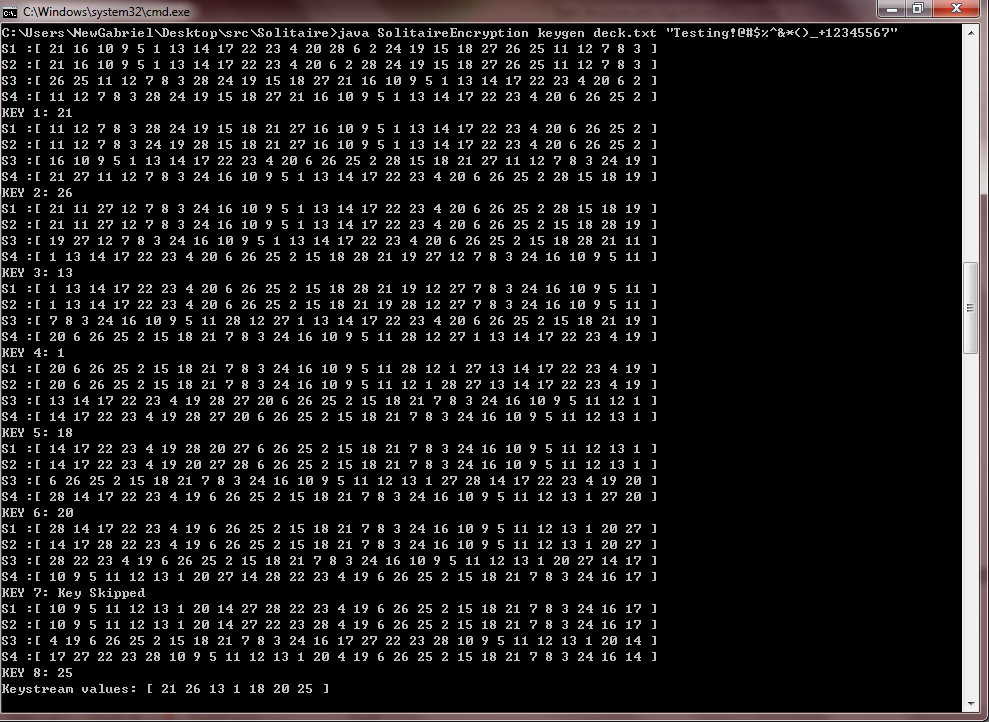 C:\Windows\system32\cmd.exe
C:\Users\NewGabriel\Desktop\src\Solitaire>java SolitaireEncryption keygen deck.txt "Testing!@#$%^&*()_+12345567"
S1 :[ 21 16 10 9 5 1 13 14 17 22 23 4 20 28 6 2 24 19 15 18 27 26 25 11 12 7 8 3 ]
S2 :[ 21 16 10 9 5 1 13 14 17 22 23 4 20 6 2 28 24 19 15 18 27 26 25 11 12 7 8 3 ]
S3 :[ 26 25 11 12 7 8 3 28 24 19 15 18 27 21 16 10 9 5 1 13 14 17 22 23 4 20 6 2 ]
S4 :[ 11 12 7 8 3 28 24 19 15 18 27 21 16 10 9 5 1 13 14 17 22 23 4 20 6 26 25 2 ]
KEY 1: 21
S1 :[ 11 12 7 8 3 28 24 19 15 18 21 27 16 10 9 5 1 13 14 17 22 23 4 20 6 26 25 2 ]
S2 :[ 11 12 7 8 3 24 19 28 15 18 21 27 16 10 9 5 1 13 14 17 22 23 4 20 6 26 25 2 ]
S3 :[ 16 10 9 5 1 13 14 17 22 23 4 20 6 26 25 2 28 15 18 21 27 11 12 7 8 3 24 19 ]
S4 :[ 21 27 11 12 7 8 3 24 16 10 9 5 1 13 14 17 22 23 4 20 6 26 25 2 28 15 18 19 ]
KEY 2: 26
S1 :[ 21 11 27 12 7 8 3 24 16 10 9 5 1 13 14 17 22 23 4 20 6 26 25 2 28 15 18 19 ]
S2 :[ 21 11 27 12 7 8 3 24 16 10 9 5 1 13 14 17 22 23 4 20 6 26 25 2 15 18 28 19 ]
S3 :[ 19 27 12 7 8 3 24 16 10 9 5 1 13 14 17 22 23 4 20 6 26 25 2 15 18 28 21 11 ]
S4 :[ 1 13 14 17 22 23 4 20 6 26 25 2 15 18 28 21 19 27 12 7 8 3 24 16 10 9 5 11 ]
KEY 3: 13
S1 :[ 1 13 14 17 22 23 4 20 6 26 25 2 15 18 28 21 19 12 27 7 8 3 24 16 10 9 5 11 ]
S2 :[ 1 13 14 17 22 23 4 20 6 26 25 2 15 18 21 19 28 12 27 7 8 3 24 16 10 9 5 11 ]
S3 :[ 7 8 3 24 16 10 9 5 11 28 12 27 1 13 14 17 22 23 4 20 6 26 25 2 15 18 21 19 ]
S4 :[ 20 6 26 25 2 15 18 21 7 8 3 24 16 10 9 5 11 28 12 27 1 13 14 17 22 23 4 19 ]
KEY 4: 1
S1 :[ 20 6 26 25 2 15 18 21 7 8 3 24 16 10 9 5 11 28 12 1 27 13 14 17 22 23 4 19 ]
S2 :[ 20 6 26 25 2 15 18 21 7 8 3 24 16 10 9 5 11 12 1 28 27 13 14 17 22 23 4 19 ]
S3 :[ 13 14 17 22 23 4 19 28 27 20 6 26 25 2 15 18 21 7 8 3 24 16 10 9 5 11 12 1 ]
S4 :[ 14 17 22 23 4 19 28 27 20 6 26 25 2 15 18 21 7 8 3 24 16 10 9 5 11 12 13 1 ]
KEY 5: 18
S1 :[ 14 17 22 23 4 19 28 20 27 6 26 25 2 15 18 21 7 8 3 24 16 10 9 5 11 12 13 1 ]
S2 :[ 14 17 22 23 4 19 20 27 28 6 26 25 2 15 18 21 7 8 3 24 16 10 9 5 11 12 13 1 ]
S3 :[ 6 26 25 2 15 18 21 7 8 3 24 16 10 9 5 11 12 13 1 27 28 14 17 22 23 4 19 20 ]
S4 :[ 28 14 17 22 23 4 19 6 26 25 2 15 18 21 7 8 3 24 16 10 9 5 11 12 13 1 27 20 ]
KEY 6: 20
S1 :[ 28 14 17 22 23 4 19 6 26 25 2 15 18 21 7 8 3 24 16 10 9 5 11 12 13 1 20 27 ]
S2 :[ 14 17 28 22 23 4 19 6 26 25 2 15 18 21 7 8 3 24 16 10 9 5 11 12 13 1 20 27 ]
S3 :[ 28 22 23 4 19 6 26 25 2 15 18 21 7 8 3 24 16 10 9 5 11 12 13 1 20 27 14 17 ]
S4 :[ 10 9 5 11 12 13 1 20 27 14 28 22 23 4 19 6 26 25 2 15 18 21 7 8 3 24 16 17 ]
KEY 7: Key Skipped
S1 :[ 10 9 5 11 12 13 1 20 14 27 28 22 23 4 19 6 26 25 2 15 18 21 7 8 3 24 16 17 ]
S2 :[ 10 9 5 11 12 13 1 20 14 27 22 23 28 4 19 6 26 25 2 15 18 21 7 8 3 24 16 17 ]
S3 :[ 4 19 6 26 25 2 15 18 21 7 8 3 24 16 17 27 22 23 28 10 9 5 11 12 13 1 20 14 ]
S4 :[ 17 27 22 23 28 10 9 5 11 12 13 1 20 4 19 6 26 25 2 15 18 21 7 8 3 24 16 14 ]
KEY 8: 25
Keystream values: [ 21 26 13 1 18 20 25 ]